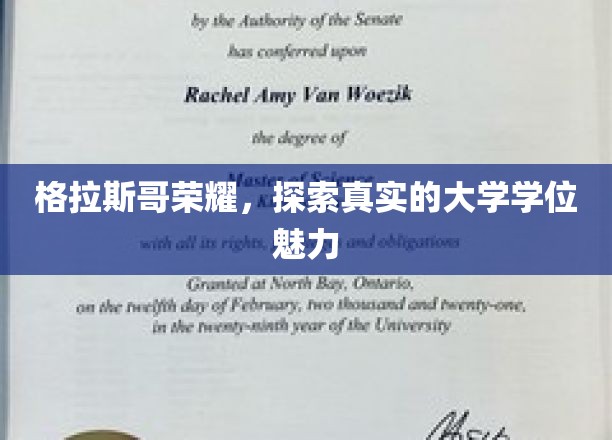 by the Authority of the Senate
has conferred upon
Rachel Amy Van Woezik
the degree of
Master of Science
格拉斯哥荣耀，探索真实的大学学位
魅力
with all its rights, and obligations
Granted at North Bay, Ontario,
on the twelfth day of February, two thousand and twenty-one,
in the twenty-ninth year of the University